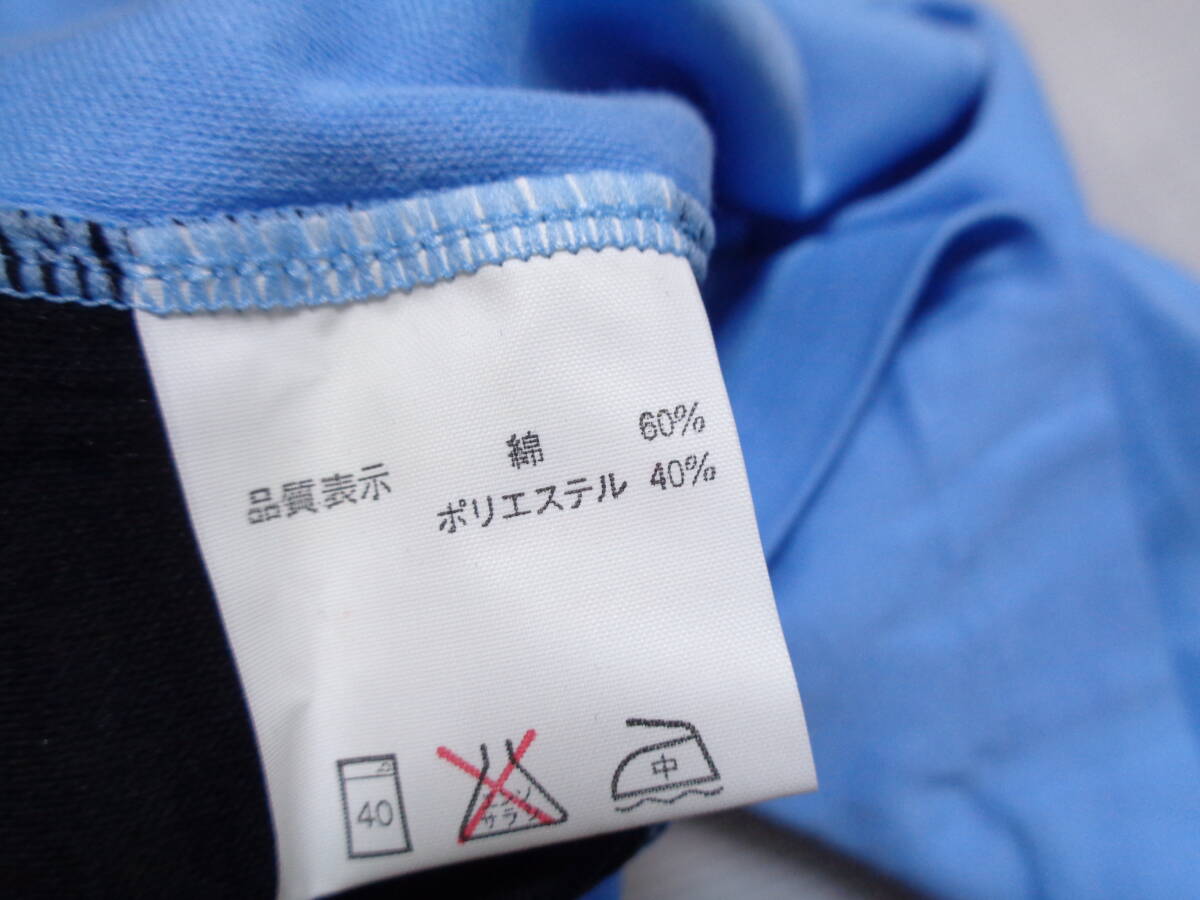 綿 60%
品質表示 ポリエステル 40%
40
エンソ
サラシ
中